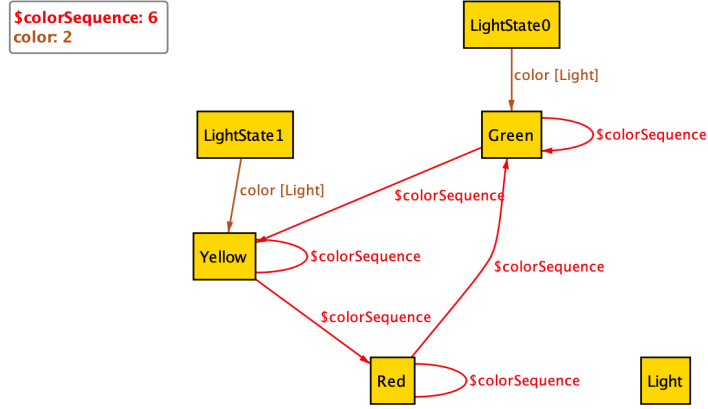 $colorSequence: 6
color: 2
LightState0
color [Light]
LightState1
Green
$colorSequence
color [Light]
$colorSequence
Yellow
$colorSequence
$colorSequence
$colorSequence
Red
$colorSequence
Light